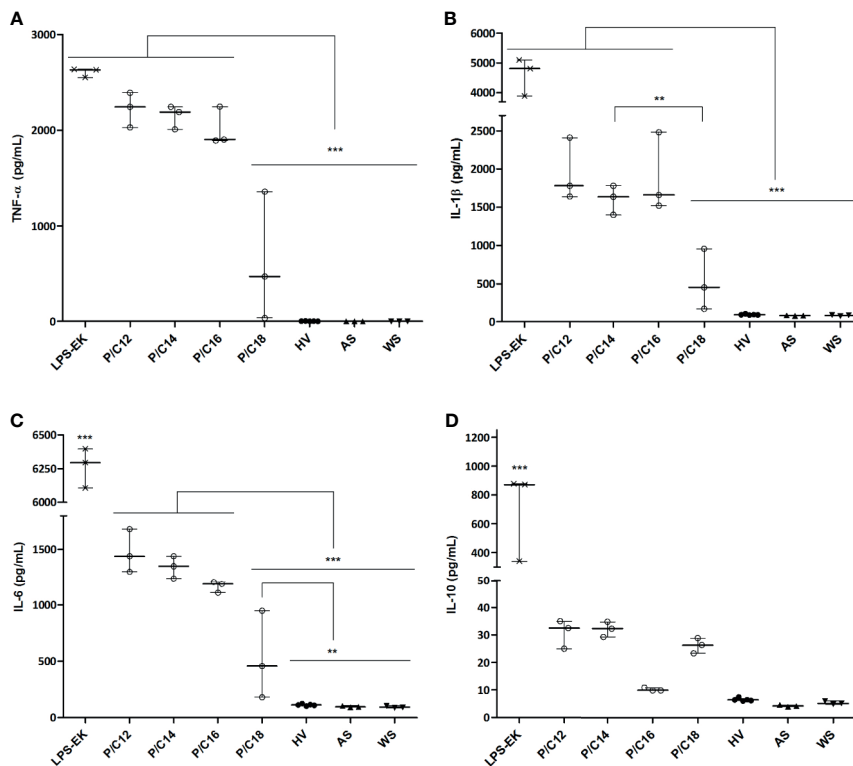 A
TNF-α (pg/mL)
3000
2000
1000
0
***
LPS-EK
P/C12
P/C14
P/C16
P/C18
HV
AS
WS
B
IL-1β (pg/mL)
6000
5000
4000
2500
2000
1500
1000
500
0
**
***
LPS-EK
P/C12
P/C14
P/C16
P/C18
HV
AS
WS
C
IL-6 (pg/mL)
6500
6250
6000
1500
1000
500
0
***
***
**
LPS-EK
P/C12
P/C14
P/C16
P/C18
HV
AS
WS
D
IL-10 (pg/mL)
1200
1000
800
600
400
50
40
30
20
10
0
***
LPS-EK
P/C12
P/C14
P/C16
P/C18
HV
AS
WS